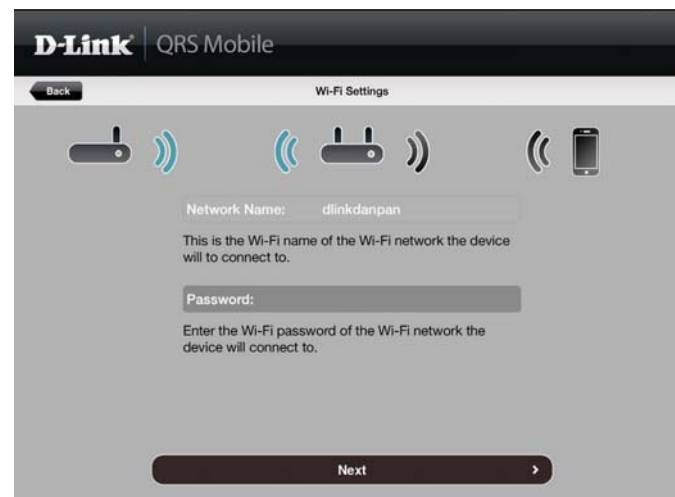 D-Link QRS Mobile
Back Wi-Fi Settings
Network Name: dlinkdanpan
This is the Wi-Fi name of the Wi-Fi network the device
will to connect to.
Password:
Enter the Wi-Fi password of the Wi-Fi network the
device will connect to.
Next